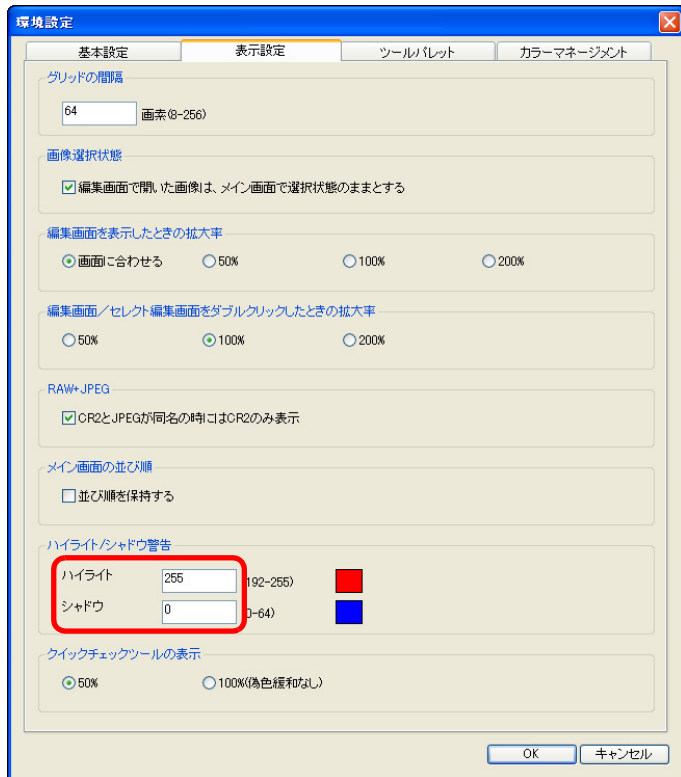 環境設定
基本設定 表示設定 ツールパレット カラーマネージメント
グリッドの間隔
64 画素(8-256)
画像選択状態
編集画面で開いた画像は、メイン画面で選択状態のままとする
編集画面を表示したときの拡大率
画面に合わせる 50% 100% 200%
編集画面／セレクト編集画面をダブルクリックしたときの拡大率
50% 100% 200%
RAW+JPEG
CR2とJPEGが同名の時にはCR2のみ表示
メイン画面の並び順
並び順を保持する
ハイライト/シャドウ警告
ハイライト 255 192-255)
シャドウ 0 0-64)
クイックチェックツールの表示
50% 100%(偽色緩和なし)
OK キャンセル